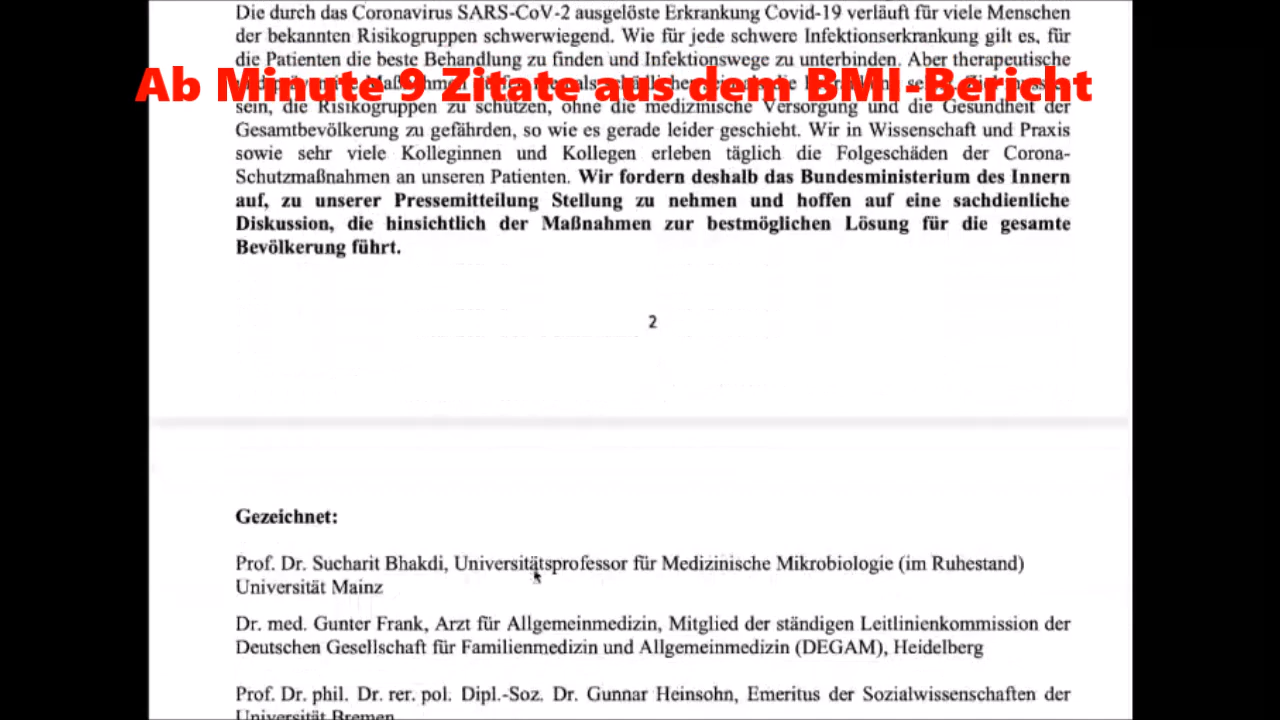 Die durch das Coronavirus SARS-CoV-2 ausgelöste Erkrankung Covid-19 verläuft für viele Menschen
der bekannten Risikogruppen schwerwiegend. Wie für jede schwere Infektionserkrankung gilt es, für
die Patienten die beste Behandlung zu finden und Infektionswege zu unterbinden. Aber therapeutische
Ab Minute 9 Zitate aus dem BMI-Bericht
sein, die Risikogruppen zu schützen, ohne die medizinische Versorgung und die Gesundheit der
Gesamtbevölkerung zu gefährden, so wie es gerade leider geschieht. Wir in Wissenschaft und Praxis
sowie sehr viele Kolleginnen und Kollegen erleben täglich die Folgeschäden der Corona-
Schutzmaßnahmen an unseren Patienten. Wir fordern deshalb das Bundesministerium des Innern
auf, zu unserer Pressemitteilung Stellung zu nehmen und hoffen auf eine sachdienliche
Diskussion, die hinsichtlich der Maßnahmen zur bestmöglichen Lösung für die gesamte
Bevölkerung führt.
2
Gezeichnet:
Prof. Dr. Sucharit Bhakdi, Universitätsprofessor für Medizinische Mikrobiologie (im Ruhestand)
Universität Mainz
Dr. med. Gunter Frank, Arzt für Allgemeinmedizin, Mitglied der ständigen Leitlinienkommission der
Deutschen Gesellschaft für Familienmedizin und Allgemeinmedizin (DEGAM), Heidelberg
Prof. Dr. phil. Dr. rer. pol. Dipl.-Soz. Dr. Gunnar Heinsohn, Emeritus der Sozialwissenschaften der
Universität Bremen